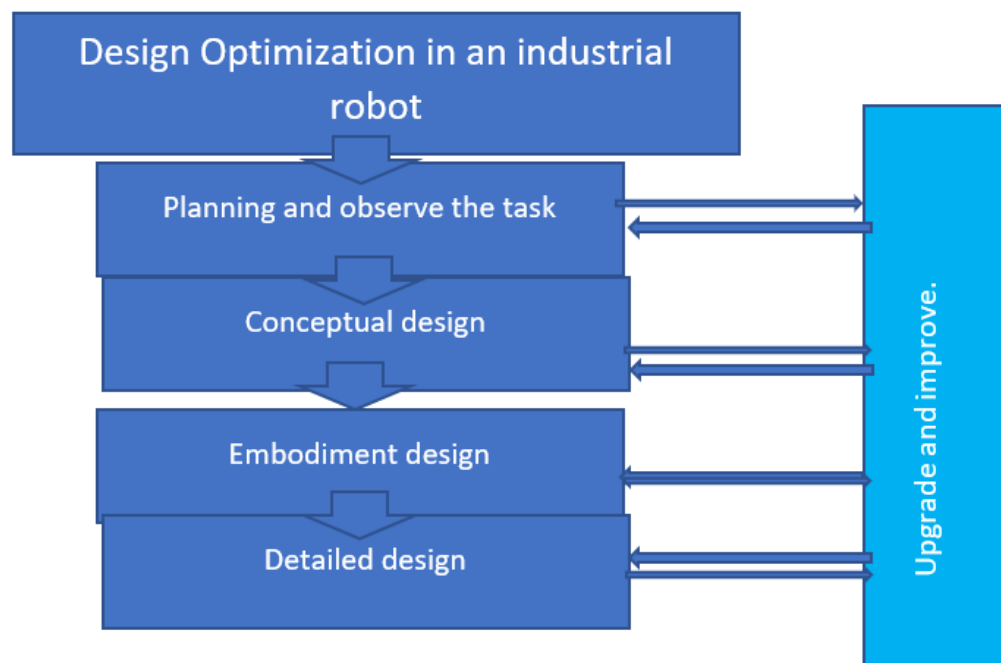 Design Optimization in an industrial
robot
Planning and observe the task
Conceptual design
Embodiment design
Detailed design
Upgrade and improve.